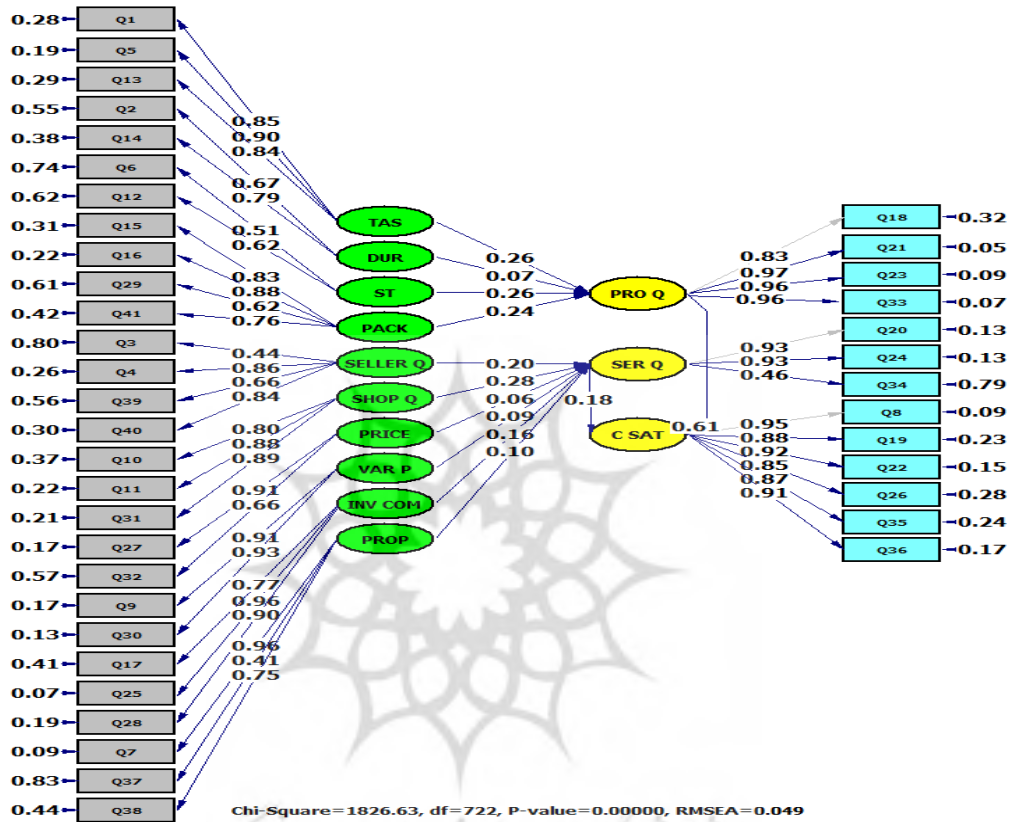 0.28 Q1
0.19 Q5
0.29 Q13
0.55 Q2
0.38 Q14
0.74 Q6
0.62 Q12
0.31 Q15
0.22 Q16
0.61 Q29
0.42 Q41
0.80 Q3
0.26 Q4
0.56 Q39
0.30 Q40
0.37 Q10
0.22 Q11
0.21 Q31
0.17 Q27
0.57 Q32
0.17 Q9
0.13 Q30
0.41 Q17
0.07 Q25
0.19 Q28
0.09 Q7
0.83 Q37
0.44 Q38
0.85
0.90
0.84
0.67
0.79
0.51
0.62
0.83
0.88
0.62
0.76
0.44
0.86
0.66
0.84
0.80
0.88
0.89
0.91
0.66
0.91
0.93
0.77
0.96
0.90
0.96
0.41
0.75
TAS
DUR
ST
PACK
SELLER Q
SHOP Q
PRICE
VAR P
INV COM
PROP
0.26
0.07
0.26
0.24
0.20
0.28
0.06
0.09
0.16
0.10
PRO Q
SER Q
C SAT
0.18
0.61
0.83
0.97
0.96
0.96
0.93
0.93
0.46
0.95
0.88
0.92
0.85
0.87
0.91
Q18 0.32
Q21 0.05
Q23 0.09
Q33 0.07
Q20 0.13
Q24 0.13
Q34 0.79
Q8 0.09
Q19 0.23
Q22 0.15
Q26 0.28
Q35 0.24
Q36 0.17
Chi-Square=1826.63, df=722, P-value=0.00000, RMSEA=0.049